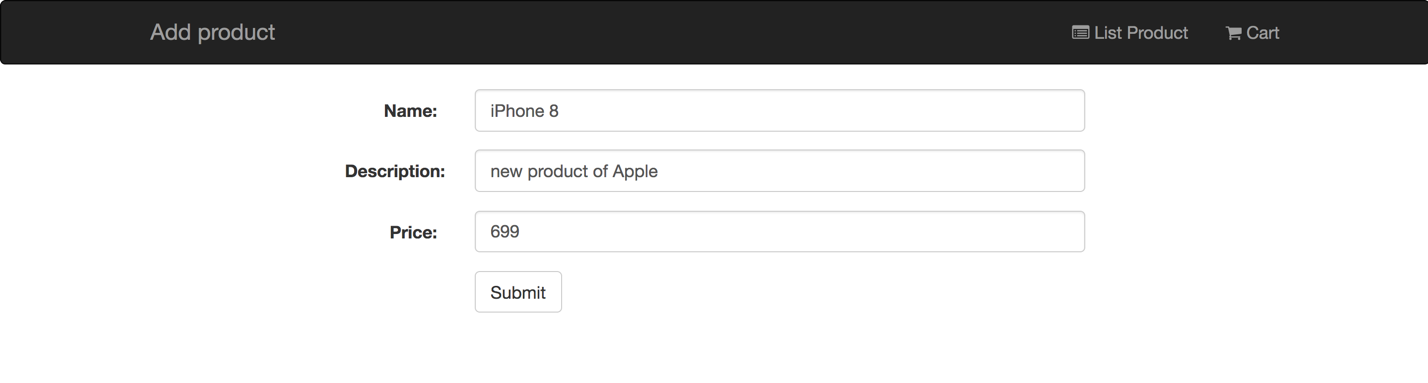 Add product List Product Cart
Name: iPhone 8
Description: new product of Apple
Price: 699
Submit